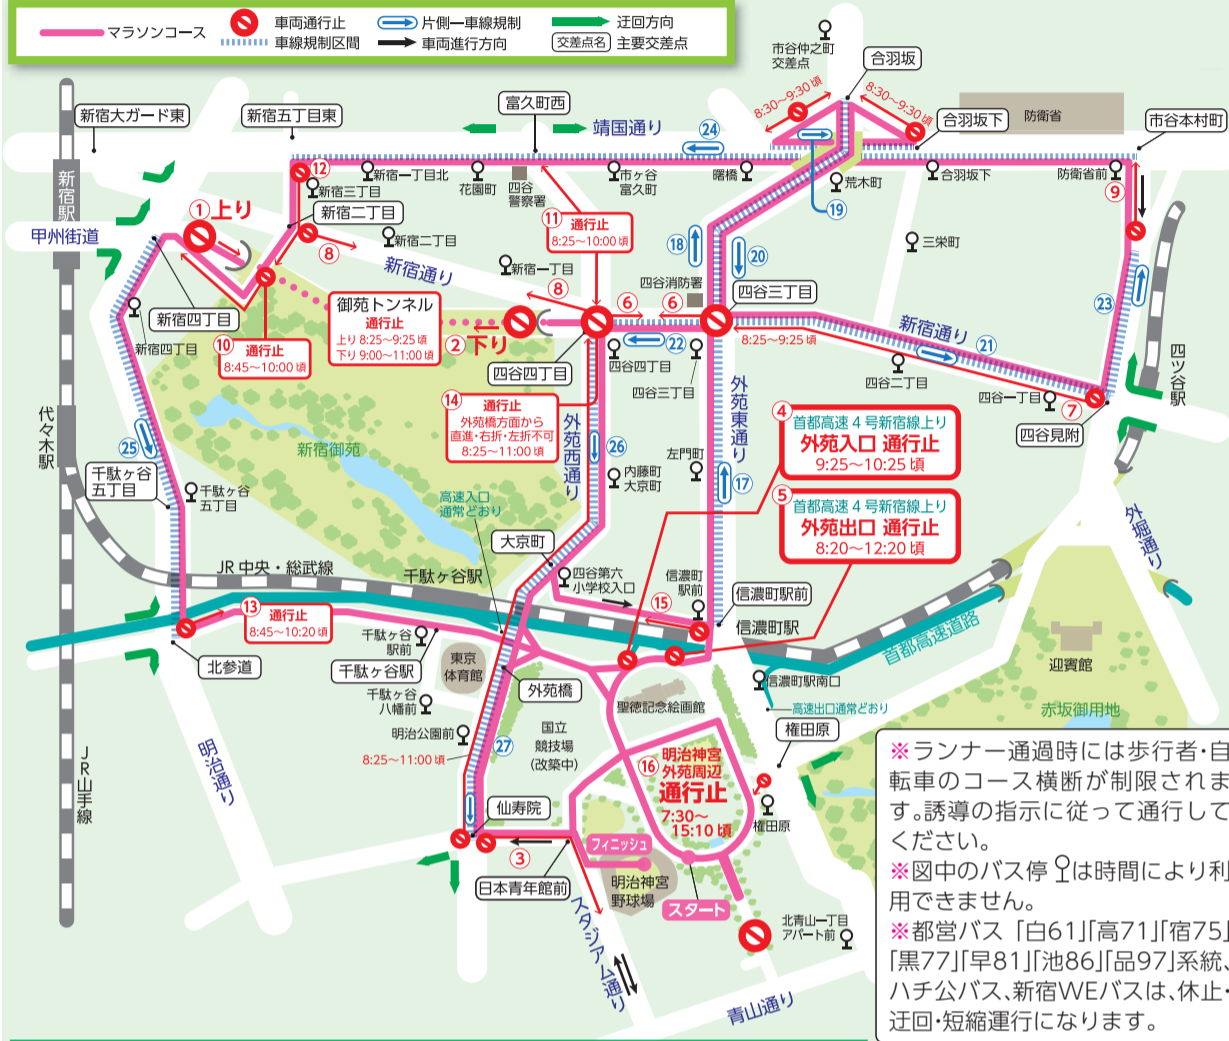 マラソンコース
車両通行止
車線規制区間
片側一車線規制
車両進行方向
迂回方向
交差点名 主要交差点
市谷仲之町
交差点
合羽坂
8:30~9:30 頃
8:30~9:30 頃
防衛省
新宿大ガード東
新宿五丁目東
富久町西
靖国通り
㉔
合羽坂下
市谷本村町
新宿駅
⑫
新宿三丁目
新宿一丁目北
花園町
四谷
警察署
市ヶ谷
富久町
曙橋
荒木町
合羽坂下
防衛省前
⑨
⑲
甲州街道
①上り
新宿二丁目
⑧
新宿二丁目
新宿通り
新宿一丁目
⑪
通行止
8:25~10:00 頃
⑱
⑳
三栄町
四谷消防署
四谷三丁目
新宿四丁目
新宿四丁目
⑩
通行止
8:45~10:00 頃
御苑トンネル
通行止
上り 8:25~9:25 頃
下り 9:00~11:00 頃
②下り
⑧
⑥
⑥
四谷四丁目
四谷四丁目
㉒
四谷三丁目
8:25~9:25 頃
新宿通り
㉑
㉓
四谷二丁目
四谷一丁目
⑦
四谷見附
四ツ谷駅
⑭
通行止
外苑橋方面から
直進・右折・左折不可
8:25~11:00 頃
外苑西通り
㉖
外苑東通り
⑰
④
首都高速 4 号新宿線上り
外苑入口 通行止
9:25~10:25 頃
⑤
首都高速 4 号新宿線上り
外苑出口 通行止
8:20~12:20 頃
代々木駅
㉕
新宿御苑
千駄ヶ谷
五丁目
千駄ヶ谷
五丁目
高速入口
通常どおり
内藤町
大京町
左門町
外堀通り
大京町
JR 中央・総武線
千駄ヶ谷駅
四谷第六
小学校入口
信濃町
駅前
⑮
信濃町駅前
信濃町駅
首都高速道路
⑬
通行止
8:45~10:20 頃
北参道
千駄ヶ谷
駅前
千駄ヶ谷駅
東京
体育館
外苑橋
聖徳記念絵画館
信濃町駅南口
高速出口通常どおり
迎賓館
赤坂御用地
千駄ヶ谷
八幡前
明治公園前
8:25~11:00 頃
㉗
国立
競技場
(改築中)
権田原
明治通り
JR山手線
⑯
明治神宮
外苑周辺
通行止
7:30~
15:10 頃
権田原
仙寿院
③
日本青年館前
フィニッシュ
明治神宮
野球場
スタート
スタジアム通り
北青山一丁目
アパート前
青山通り
※ランナー通過時には歩行者・自
転車のコース横断が制限されま
す。誘導の指示に従って通行して
ください。
※図中のバス停は時間により利
用できません。
※都営バス「白61」「高71」「宿75」
「黒77」「早81」「池86」「品97」系統、
ハチ公バス、新宿WEバスは、休止・
迂回・短縮運行になります。